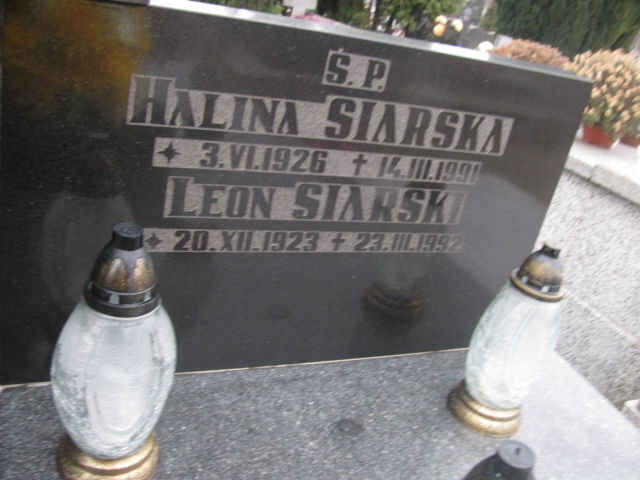 Ś.P.
HALINA SIARSKA
3.VI.1926 † 14.III.1991
LEON SIARSKI
20.XII.1923 † 23.III.1992